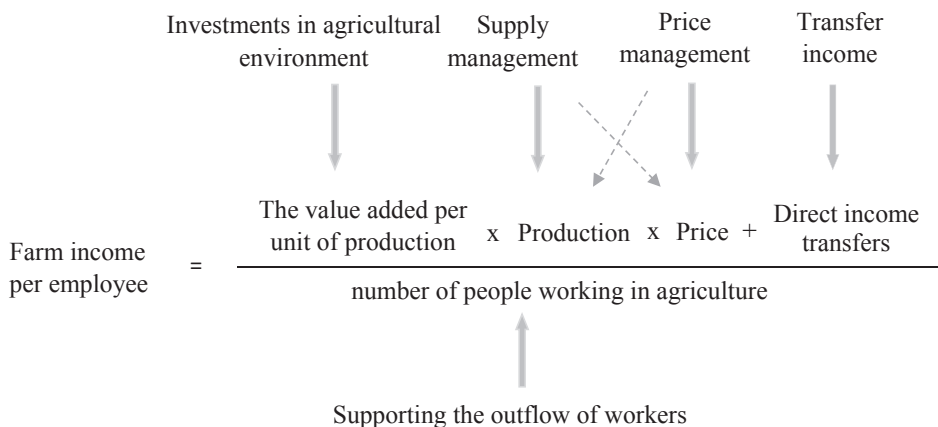 Investments in agricultural environment
Supply management
Price management
Transfer income
Farm income per employee
=
The value added per unit of production
x Production x Price +
Direct income transfers
number of people working in agriculture
Supporting the outflow of workers